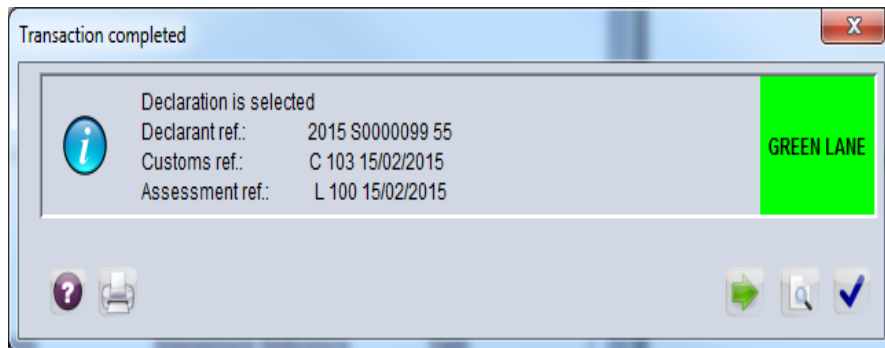 Transaction completed
X
Declaration is selected
Declarant ref.: 2015 S0000099 55
Customs ref.: C 103 15/02/2015
Assessment ref.: L 100 15/02/2015
GREEN LANE
?